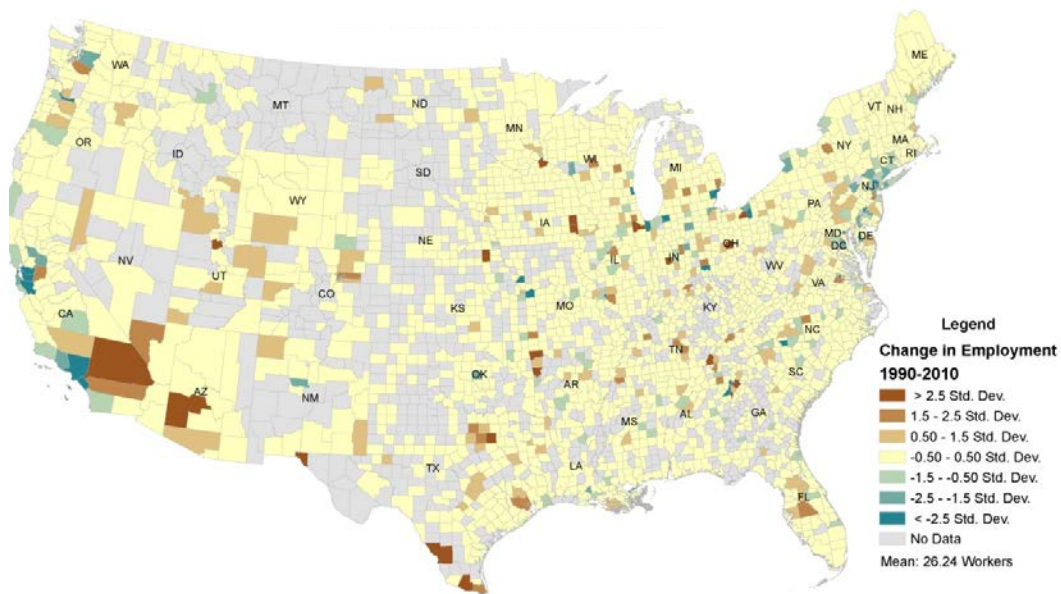 WA
MT
ND
MN
ME
VT
NH
OR
ID
SD
WI
MI
NY
MA
CT
RI
WY
NE
IA
PA
NJ
NV
UT
CO
IL
IN
OH
MD
DE
DC
WV
VA
CA
KS
MO
KY
AZ
NM
OK
AR
TN
NC
SC
TX
LA
MS
AL
GA
FL
Legend
Change in Employment
1990-2010
> 2.5 Std. Dev.
1.5 - 2.5 Std. Dev.
0.50 - 1.5 Std. Dev.
-0.50 - 0.50 Std. Dev.
-1.5 - -0.50 Std. Dev.
-2.5 - -1.5 Std. Dev.
< -2.5 Std. Dev.
No Data
Mean: 26.24 Workers